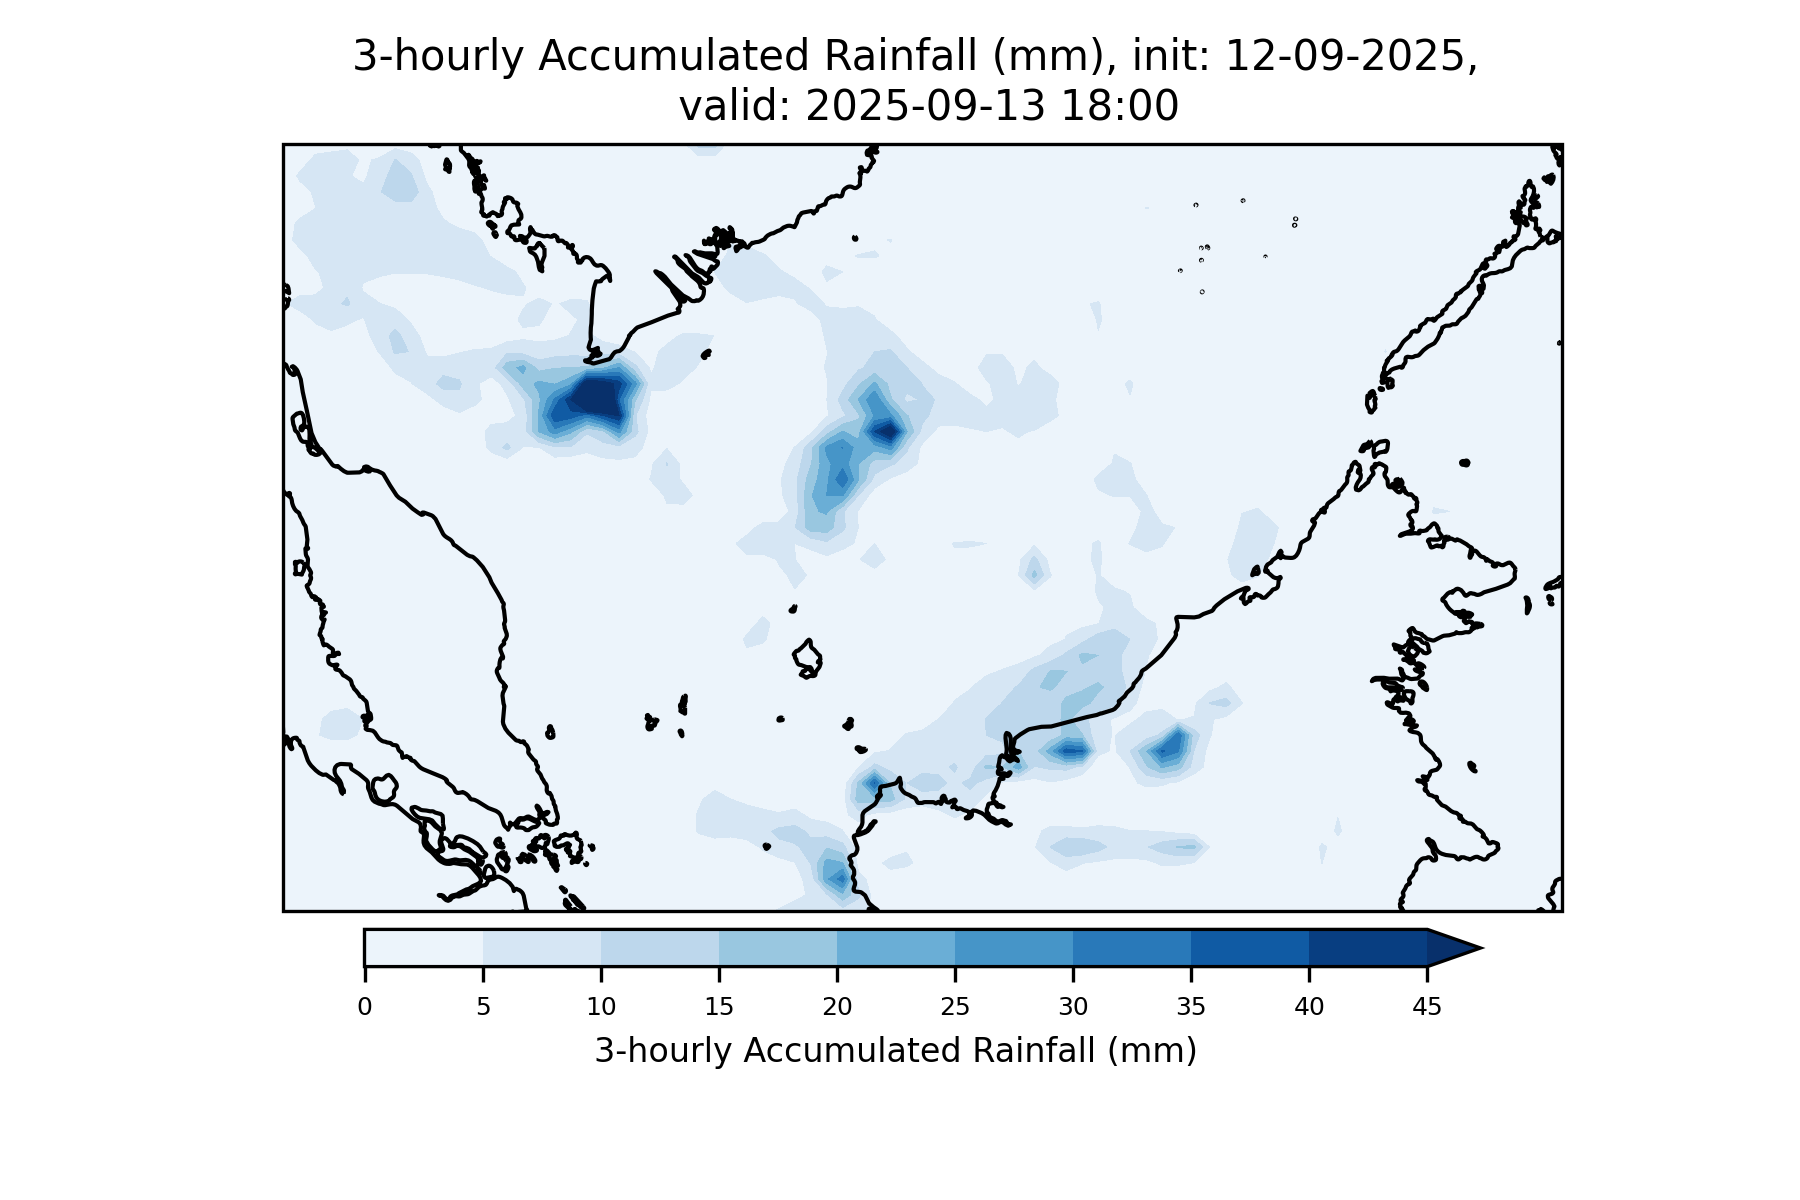 3-hourly Accumulated Rainfall (mm), init: 12-09-2025,
valid: 2025-09-13 18:00
0 5 10 15 20 25 30 35 40 45
3-hourly Accumulated Rainfall (mm)